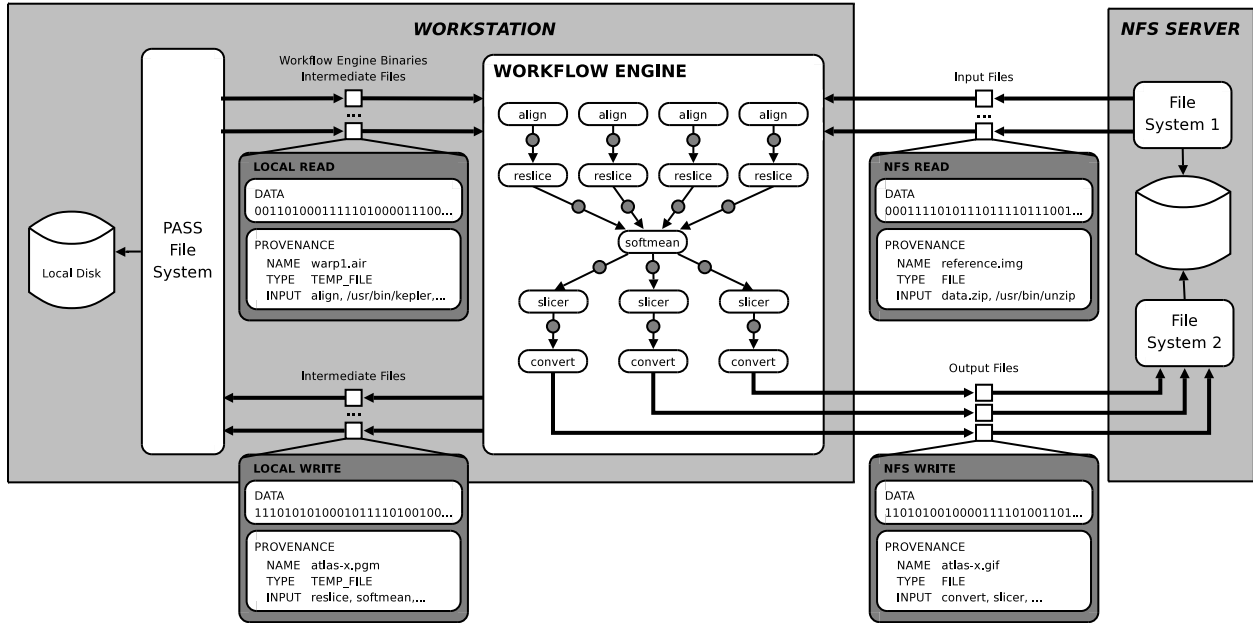 WORKSTATION
NFS SERVER
Workflow Engine Binaries
Intermediate Files
...
LOCAL READ
DATA
0011010001111101000011100...
PROVENANCE
NAME warp1.air
TYPE TEMP_FILE
INPUT align, /usr/bin/kepler,...
PASS
File
System
Local Disk
Intermediate Files
...
LOCAL WRITE
DATA
1110101010001011110100100...
PROVENANCE
NAME atlas-x.pgm
TYPE TEMP_FILE
INPUT reslice, softmean,...
WORKFLOW ENGINE
align align align align
reslice reslice reslice reslice
softmean
slicer slicer slicer
convert convert convert
Input Files
...
NFS READ
DATA
0001111010111011110111001...
PROVENANCE
NAME reference.img
TYPE FILE
INPUT data.zip, /usr/bin/unzip
Output Files
NFS WRITE
DATA
1101010010000111101001101...
PROVENANCE
NAME atlas-x.gif
TYPE FILE
INPUT convert, slicer, ...
File
System 1
File
System 2